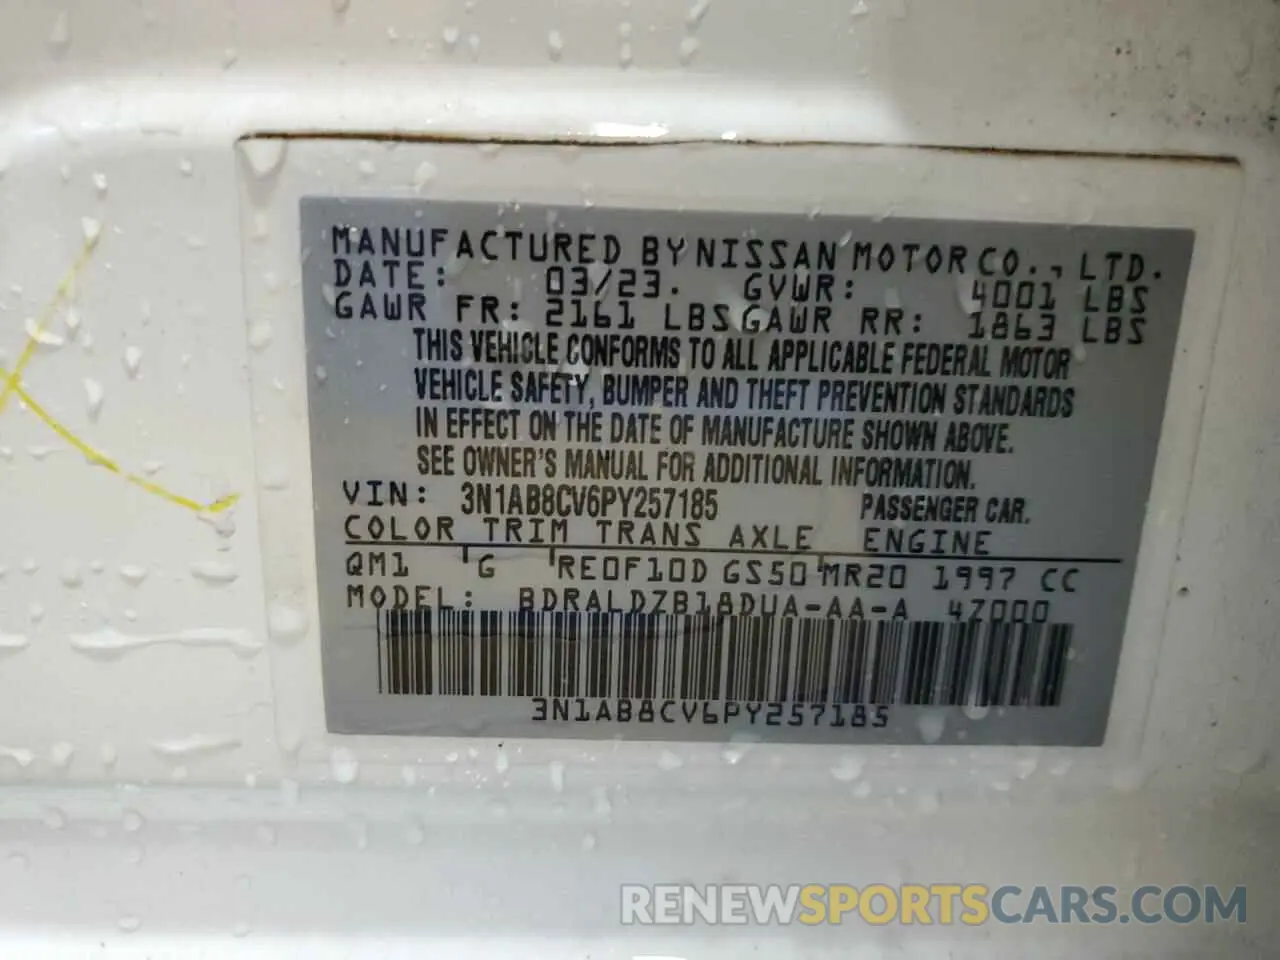 MANUFACTURED BY NISSAN MOTOR CO., LTD.
DATE: 03/23. GVWR: 4001 LBS
GAWR FR: 2161 LBS GAWR RR: 1863 LBS
THIS VEHICLE CONFORMS TO ALL APPLICABLE FEDERAL MOTOR
VEHICLE SAFETY, BUMPER AND THEFT PREVENTION STANDARDS
IN EFFECT ON THE DATE OF MANUFACTURE SHOWN ABOVE.
SEE OWNER'S MANUAL FOR ADDITIONAL INFORMATION.
VIN: 3N1AB8CV6PY257185 PASSENGER CAR.
COLOR TRIM TRANS AXLE ENGINE
QM1 G RE0F10D GS50 MR20 1997 CC
MODEL: BDRALDZB18DUA-AA-A 4Z000
3N1AB8CV6PY257185
RENEWSPORTSCARS.COM